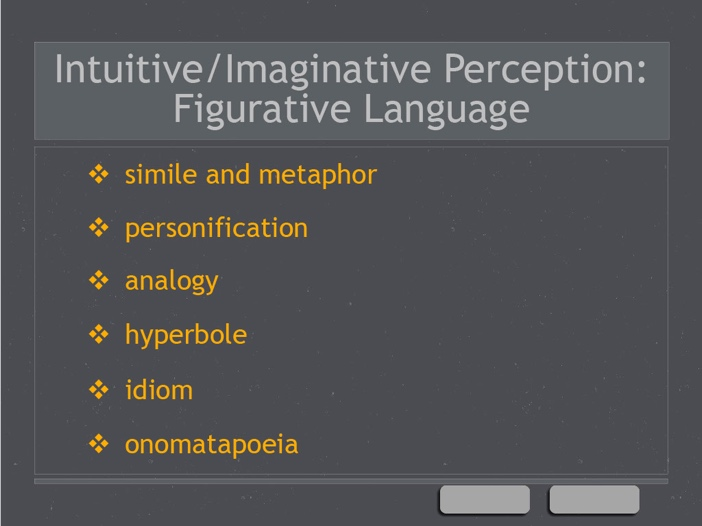 Intuitive/Imaginative Perception:
Figurative Language
❖ simile and metaphor
❖ personification
❖ analogy
❖ hyperbole
❖ idiom
❖ onomatapoeia